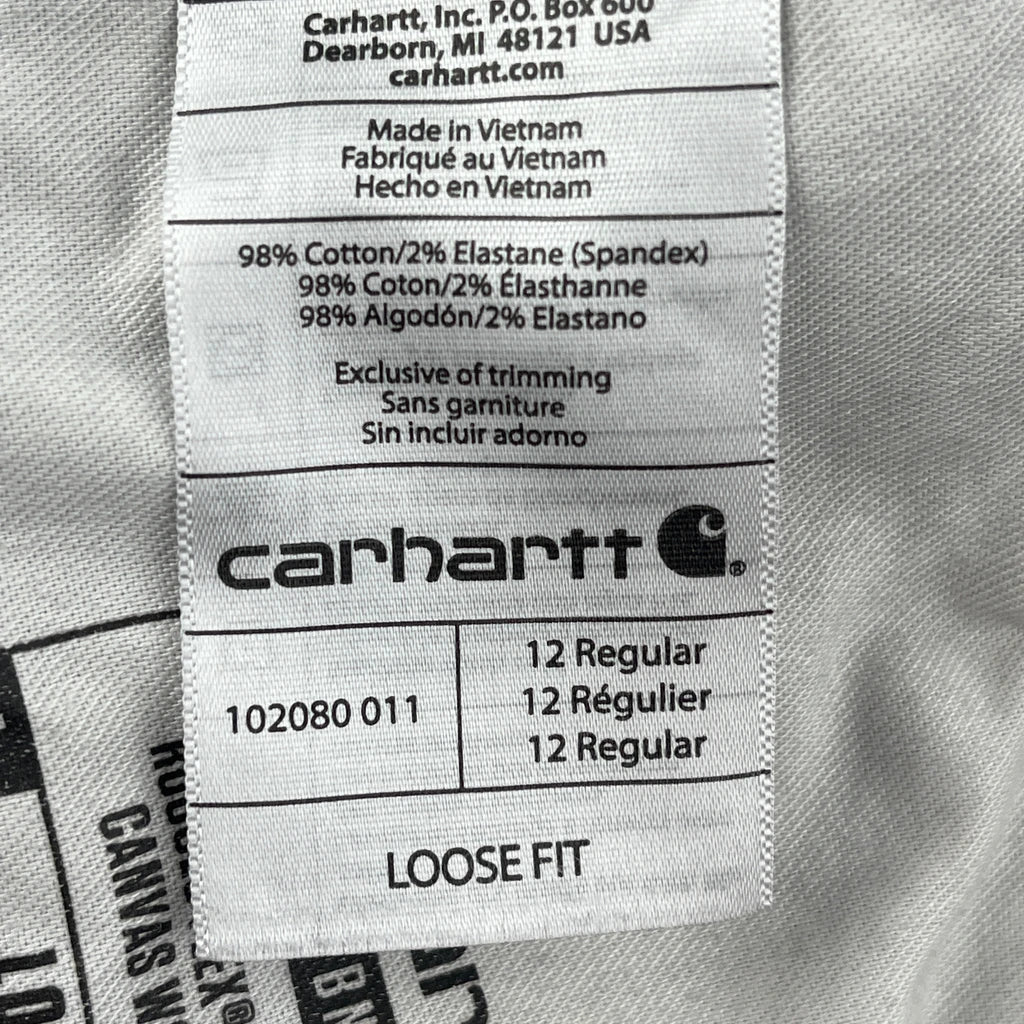 Carhartt, Inc. P.O. Box 600
Dearborn, MI 48121 USA
carhartt.com
Made in Vietnam
Fabriqué au Vietnam
Hecho en Vietnam
98% Cotton/2% Elastane (Spandex)
98% Coton/2% Élasthanne
98% Algodón/2% Elastano
Exclusive of trimming
Sans garniture
Sin incluir adorno
carhartt
102080 011
12 Regular
12 Régulier
12 Regular
LOOSE FIT
CANVAS